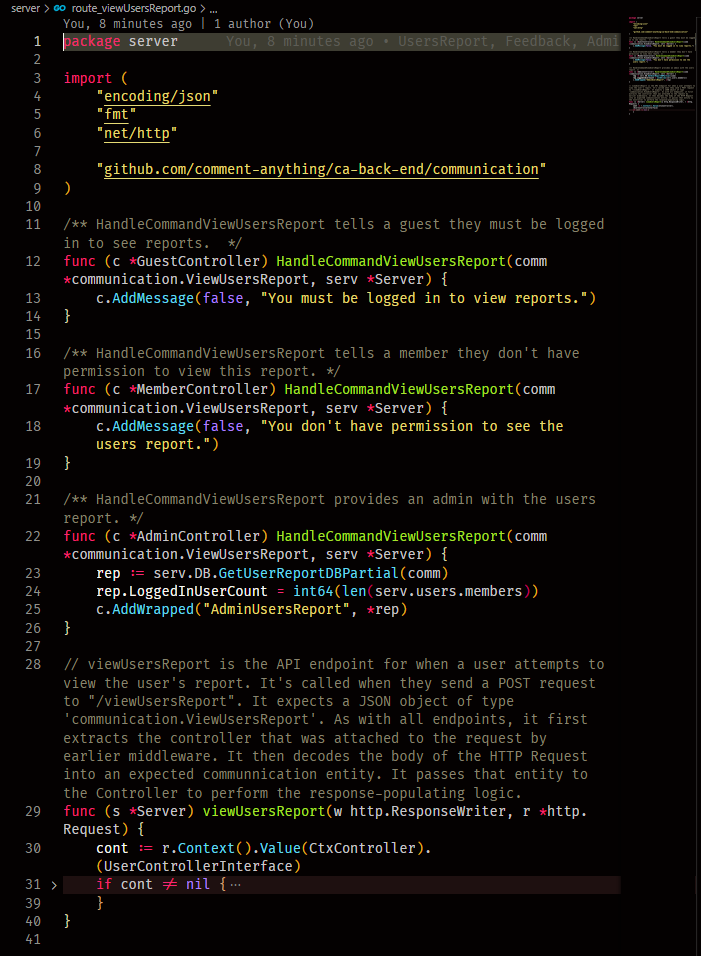 server > GO route_viewUsersReport.go > ...
You, 8 minutes ago | 1 author (You)
1 package server You, 8 minutes ago • UsersReport, Feedback, Admi
2
3 import (
4 "encoding/json"
5 "fmt"
6 "net/http"
7
8 "github.com/comment-anything/ca-back-end/communication"
9 )
10
11 /** HandleCommandViewUsersReport tells a guest they must be logged
in to see reports.  */
12 func (c *GuestController) HandleCommandViewUsersReport(comm
*communication.ViewUsersReport, serv *Server) {
13 c.AddMessage(false, "You must be logged in to view reports.")
14 }
15
16 /** HandleCommandViewUsersReport tells a member they don't have
permission to view this report. */
17 func (c *MemberController) HandleCommandViewUsersReport(comm
*communication.ViewUsersReport, serv *Server) {
18 c.AddMessage(false, "You don't have permission to see the
users report.")
19 }
20
21 /** HandleCommandViewUsersReport provides an admin with the users
report. */
22 func (c *AdminController) HandleCommandViewUsersReport(comm
*communication.ViewUsersReport, serv *Server) {
23 rep := serv.DB.GetUserReportDBPartial(comm)
24 rep.LoggedInUserCount = int64(len(serv.users.members))
25 c.AddWrapped("AdminUsersReport", *rep)
26 }
27
28 // viewUsersReport is the API endpoint for when a user attempts to
view the user's report. It's called when they send a POST request
to "/viewUsersReport". It expects a JSON object of type
'communication.ViewUsersReport'. As with all endpoints, it first
extracts the controller that was attached to the request by
earlier middleware. It then decodes the body of the HTTP Request
into an expected communnication entity. It passes that entity to
the Controller to perform the response-populating logic.
29 func (s *Server) viewUsersReport(w http.ResponseWriter, r *http.
Request) {
30 cont := r.Context().Value(CtxController).
(UserControllerInterface)
31 > if cont ≠ nil {⋯
39 }
40 }
41